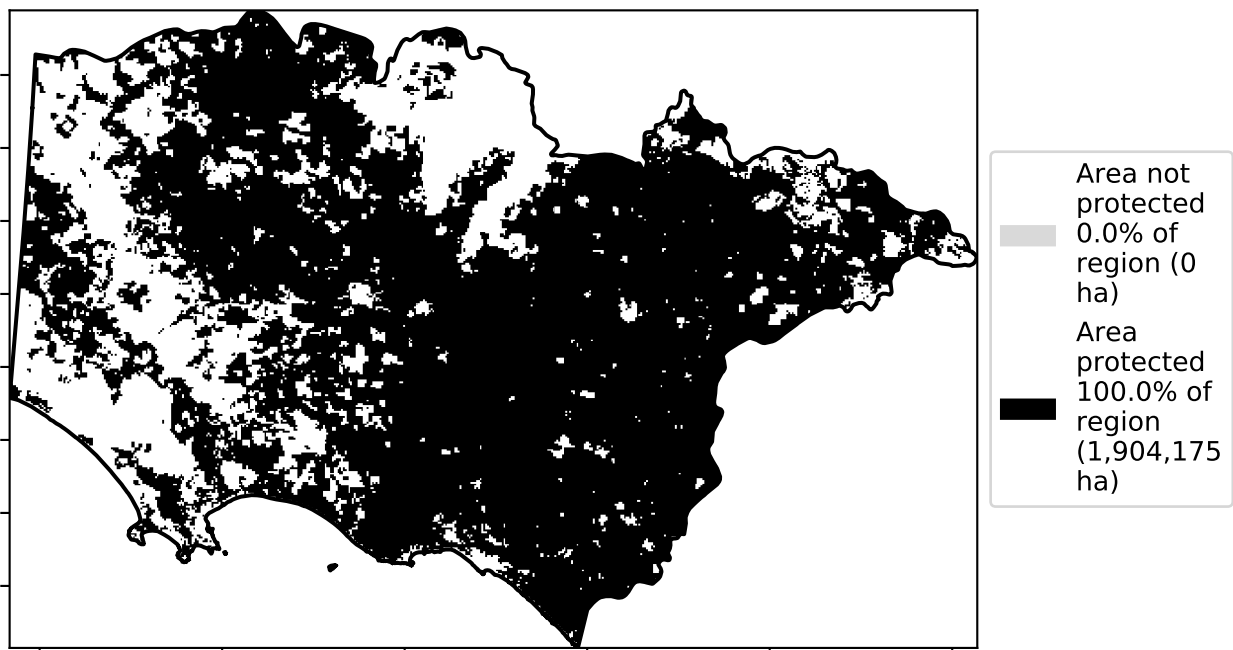 Area not
protected
0.0% of
region (0
ha)
Area
protected
100.0% of
region
(1,904,175
ha)